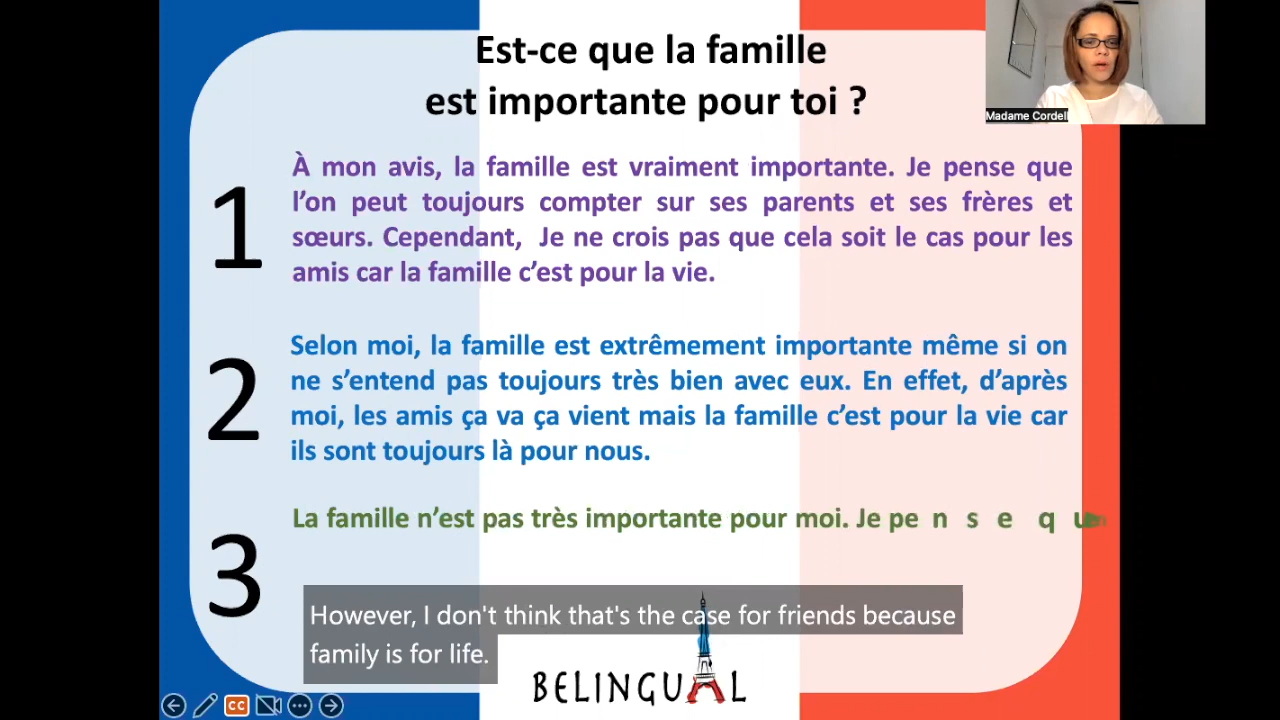 Est-ce que la famille
est importante pour toi ?
Madame Cordell
1
À mon avis, la famille est vraiment importante. Je pense que
l’on peut toujours compter sur ses parents et ses frères et
sœurs. Cependant, Je ne crois pas que cela soit le cas pour les
amis car la famille c’est pour la vie.
2
Selon moi, la famille est extrêmement importante même si on
ne s’entend pas toujours très bien avec eux. En effet, d’après
moi, les amis ça va ça vient mais la famille c’est pour la vie car
ils sont toujours là pour nous.
3
La famille n’est pas très importante pour moi. Je pense qu
However, I don't think that's the case for friends because
family is for life.
BELINGUAL
CC